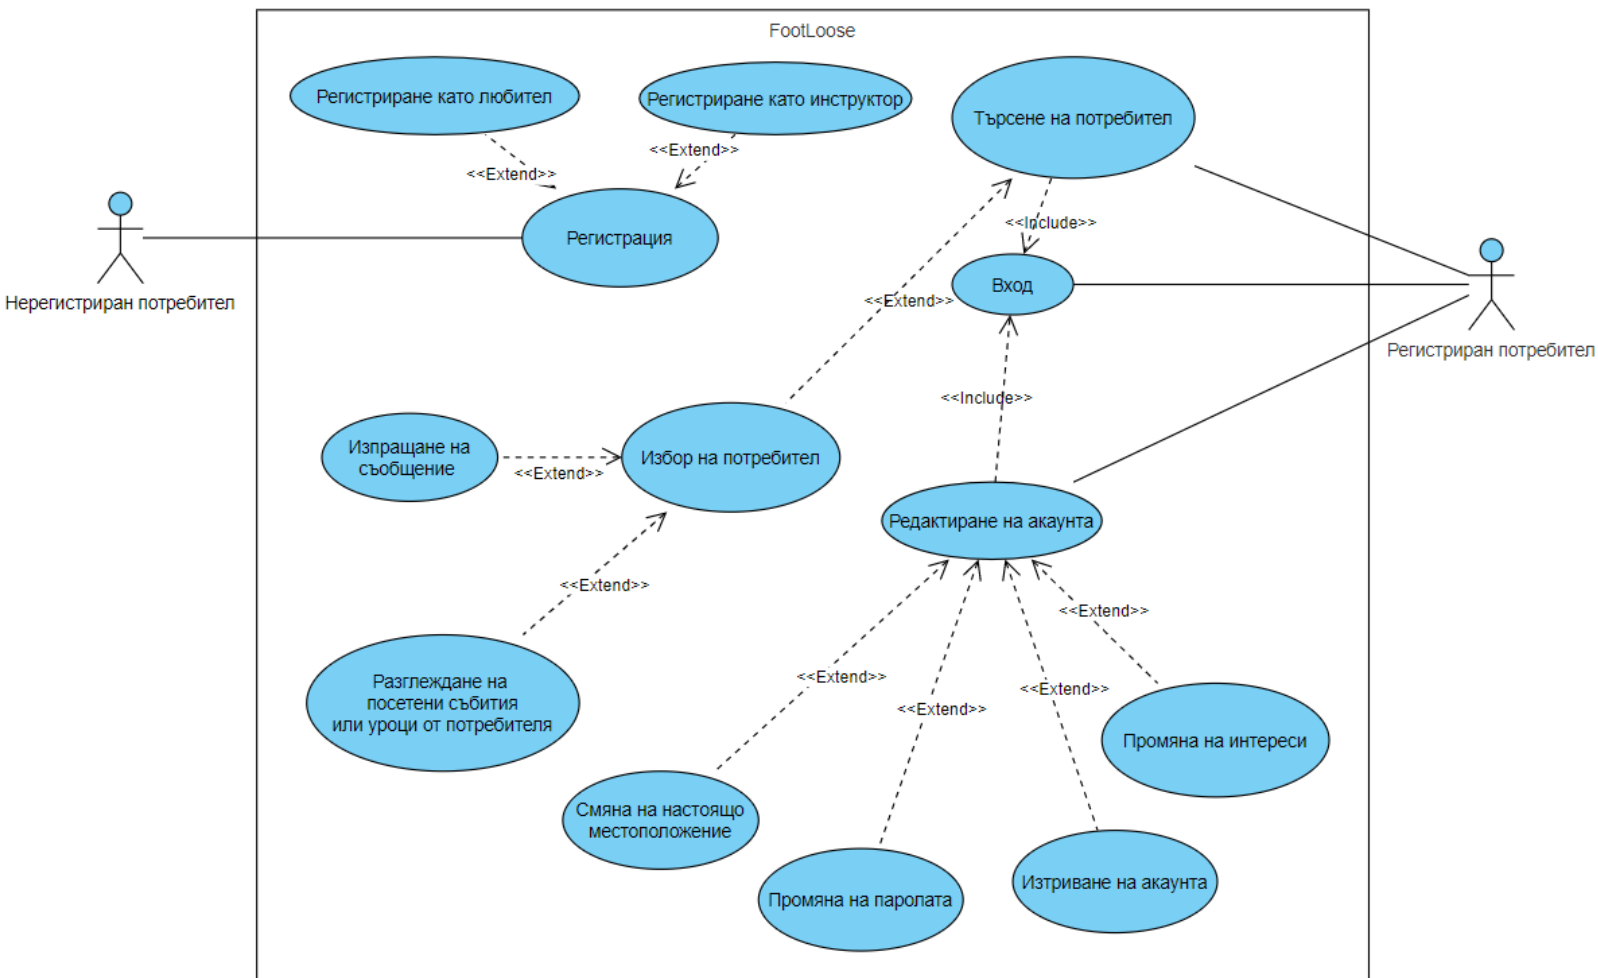 FootLoose
Регистриране като любител
Регистриране като инструктор
Търсене на потребител
<<Extend>>
<<Extend>>
Регистрация
<<Include>>
Нерегистриран потребител
Вход
<<Extend>>
Регистриран потребител
<<Include>>
Изпращане на
съобщение
<<Extend>>
Избор на потребител
Редактиране на акаунта
<<Extend>>
<<Extend>>
Разглеждане на
посетени събития
или уроци от потребителя
<<Extend>>
<<Extend>>
<<Extend>>
Промяна на интереси
Смяна на настоящо
местоположение
Промяна на паролата
Изтриване на акаунта